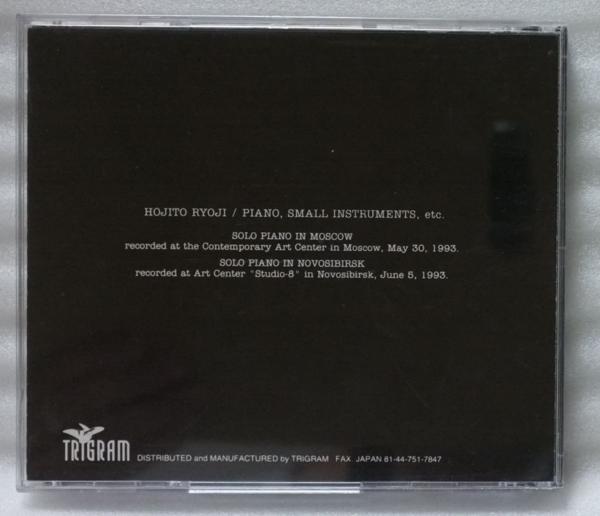 HOJITO RYOJI / PIANO, SMALL INSTRUMENTS, etc.
SOLO PIANO IN MOSCOW
recorded at the Contemporary Art Center in Moscow, May 30, 1993.
SOLO PIANO IN NOVOSIBIRSK
recorded at Art Center "Studio-8" in Novosibirsk, June 5, 1993.
TRIGRAM
DISTRIBUTED and MANUFACTURED by TRIGRAM FAX. JAPAN 81-44-751-7847